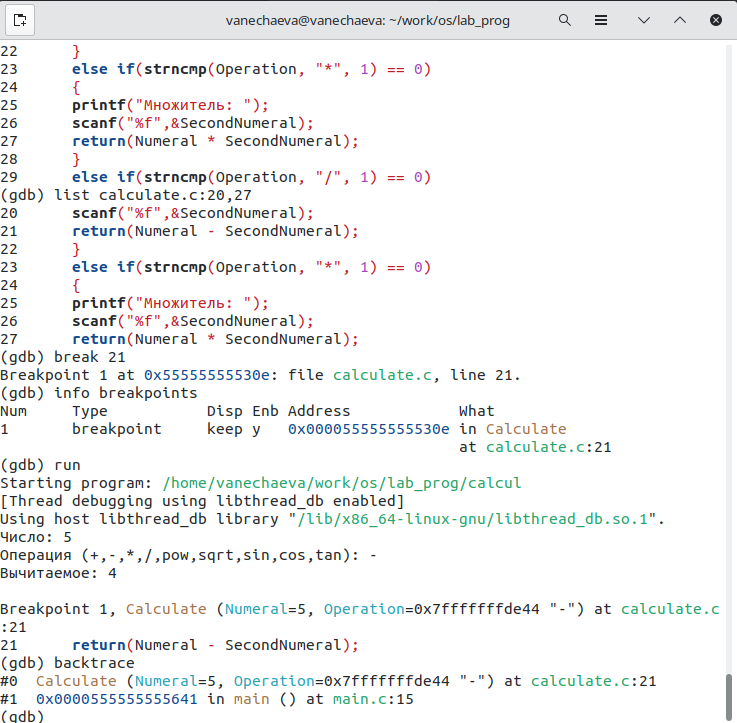 vanechaeva@vanechaeva: ~/work/os/lab_prog
22      }
23      else if(strncmp(Operation, "*", 1) == 0)
24      {
25      printf("Множитель: ");
26      scanf("%f",&SecondNumeral);
27      return(Numeral * SecondNumeral);
28      }
29      else if(strncmp(Operation, "/", 1) == 0)
(gdb) list calculate.c:20,27
20      scanf("%f",&SecondNumeral);
21      return(Numeral - SecondNumeral);
22      }
23      else if(strncmp(Operation, "*", 1) == 0)
24      {
25      printf("Множитель: ");
26      scanf("%f",&SecondNumeral);
27      return(Numeral * SecondNumeral);
(gdb) break 21
Breakpoint 1 at 0x55555555530e: file calculate.c, line 21.
(gdb) info breakpoints
Num     Type           Disp Enb Address            What
1       breakpoint     keep y   0x000055555555530e in Calculate
                                                   at calculate.c:21
(gdb) run
Starting program: /home/vanechaeva/work/os/lab_prog/calcul
[Thread debugging using libthread_db enabled]
Using host libthread_db library "/lib/x86_64-linux-gnu/libthread_db.so.1".
Число: 5
Операция (+,-,*,/,pow,sqrt,sin,cos,tan): -
Вычитаемое: 4
Breakpoint 1, Calculate (Numeral=5, Operation=0x7fffffffde44 "-") at calculate.c
:21
21      return(Numeral - SecondNumeral);
(gdb) backtrace
#0  Calculate (Numeral=5, Operation=0x7fffffffde44 "-") at calculate.c:21
#1  0x0000555555555641 in main () at main.c:15
(gdb)